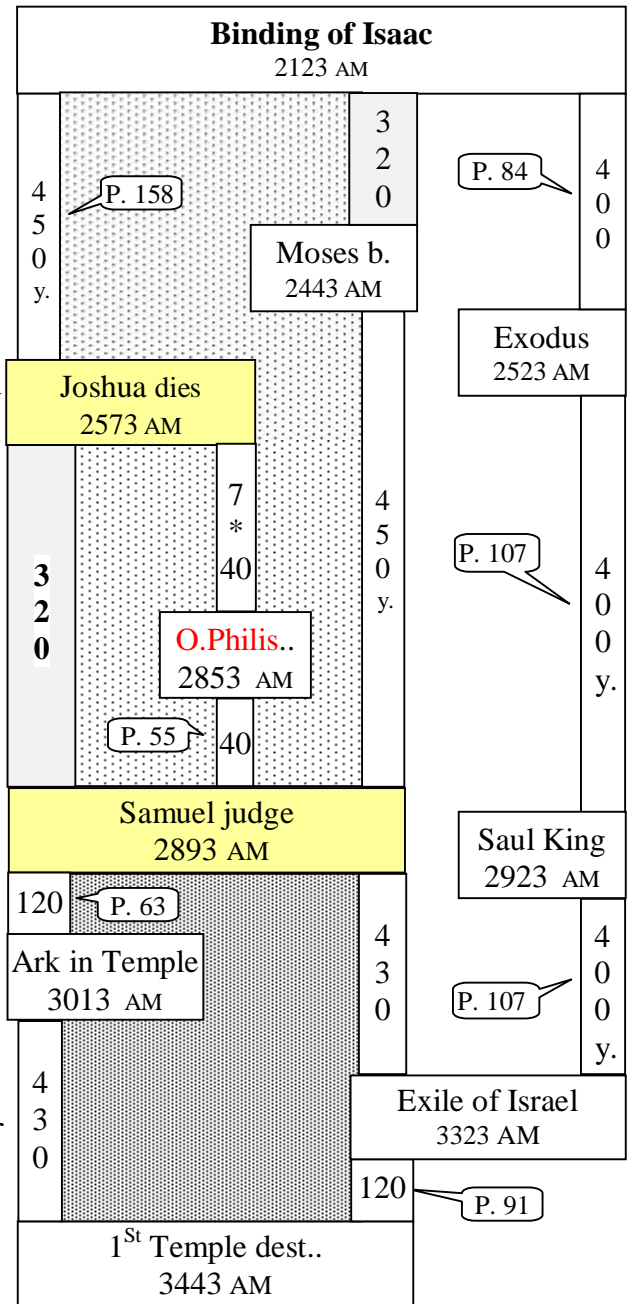 Binding of Isaac
2123 AM
3
2
0
P. 84
4
0
0
4
5
0
y.
P. 158
Moses b.
2443 AM
Exodus
2523 AM
Joshua dies
2573 AM
7
*
40
4
5
0
y.
P. 107
4
0
0
y.
3
2
0
O.Philis..
2853 AM
P. 55
40
Samuel judge
2893 AM
Saul King
2923 AM
120
P. 63
4
3
0
4
0
0
y.
Ark in Temple
3013 AM
P. 107
4
3
0
Exile of Israel
3323 AM
120
P. 91
1St Temple dest..
3443 AM